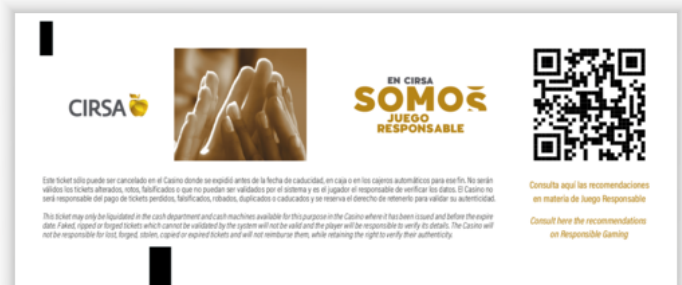 CIRSA
EN CIRSA
SOMOS
JUEGO
RESPONSABLE
Este ticket sólo puede ser cancelado en el Casino donde se expidió antes de la fecha de caducidad, en caja o en los cajeros automáticos para ese fin. No serán
válidos los tickets alterados, rotos, falsificados o que no puedan ser validados por el sistema y es el jugador el responsable de verificar los datos. El Casino no
será responsable del pago de tickets perdidos, falsificados, robados, duplicados o caducados y se reserva el derecho de retenerlo para validar su autenticidad.
This ticket may only be liquidated in the cash department and cash machines available for this purpose in the Casino where it has been issued and before the expire
date. Faked, ripped or forged tickets which cannot be validated by the system will not be valid and the player will be responsible to verify its details. The Casino will
not be responsible for lost, forged, stolen, copied or expired tickets and will not reimburse them, while retaining the right to verify their authenticity.
Consulta aquí las recomendaciones
en materia de Juego Responsable
Consult here the recommendations
on Responsible Gaming